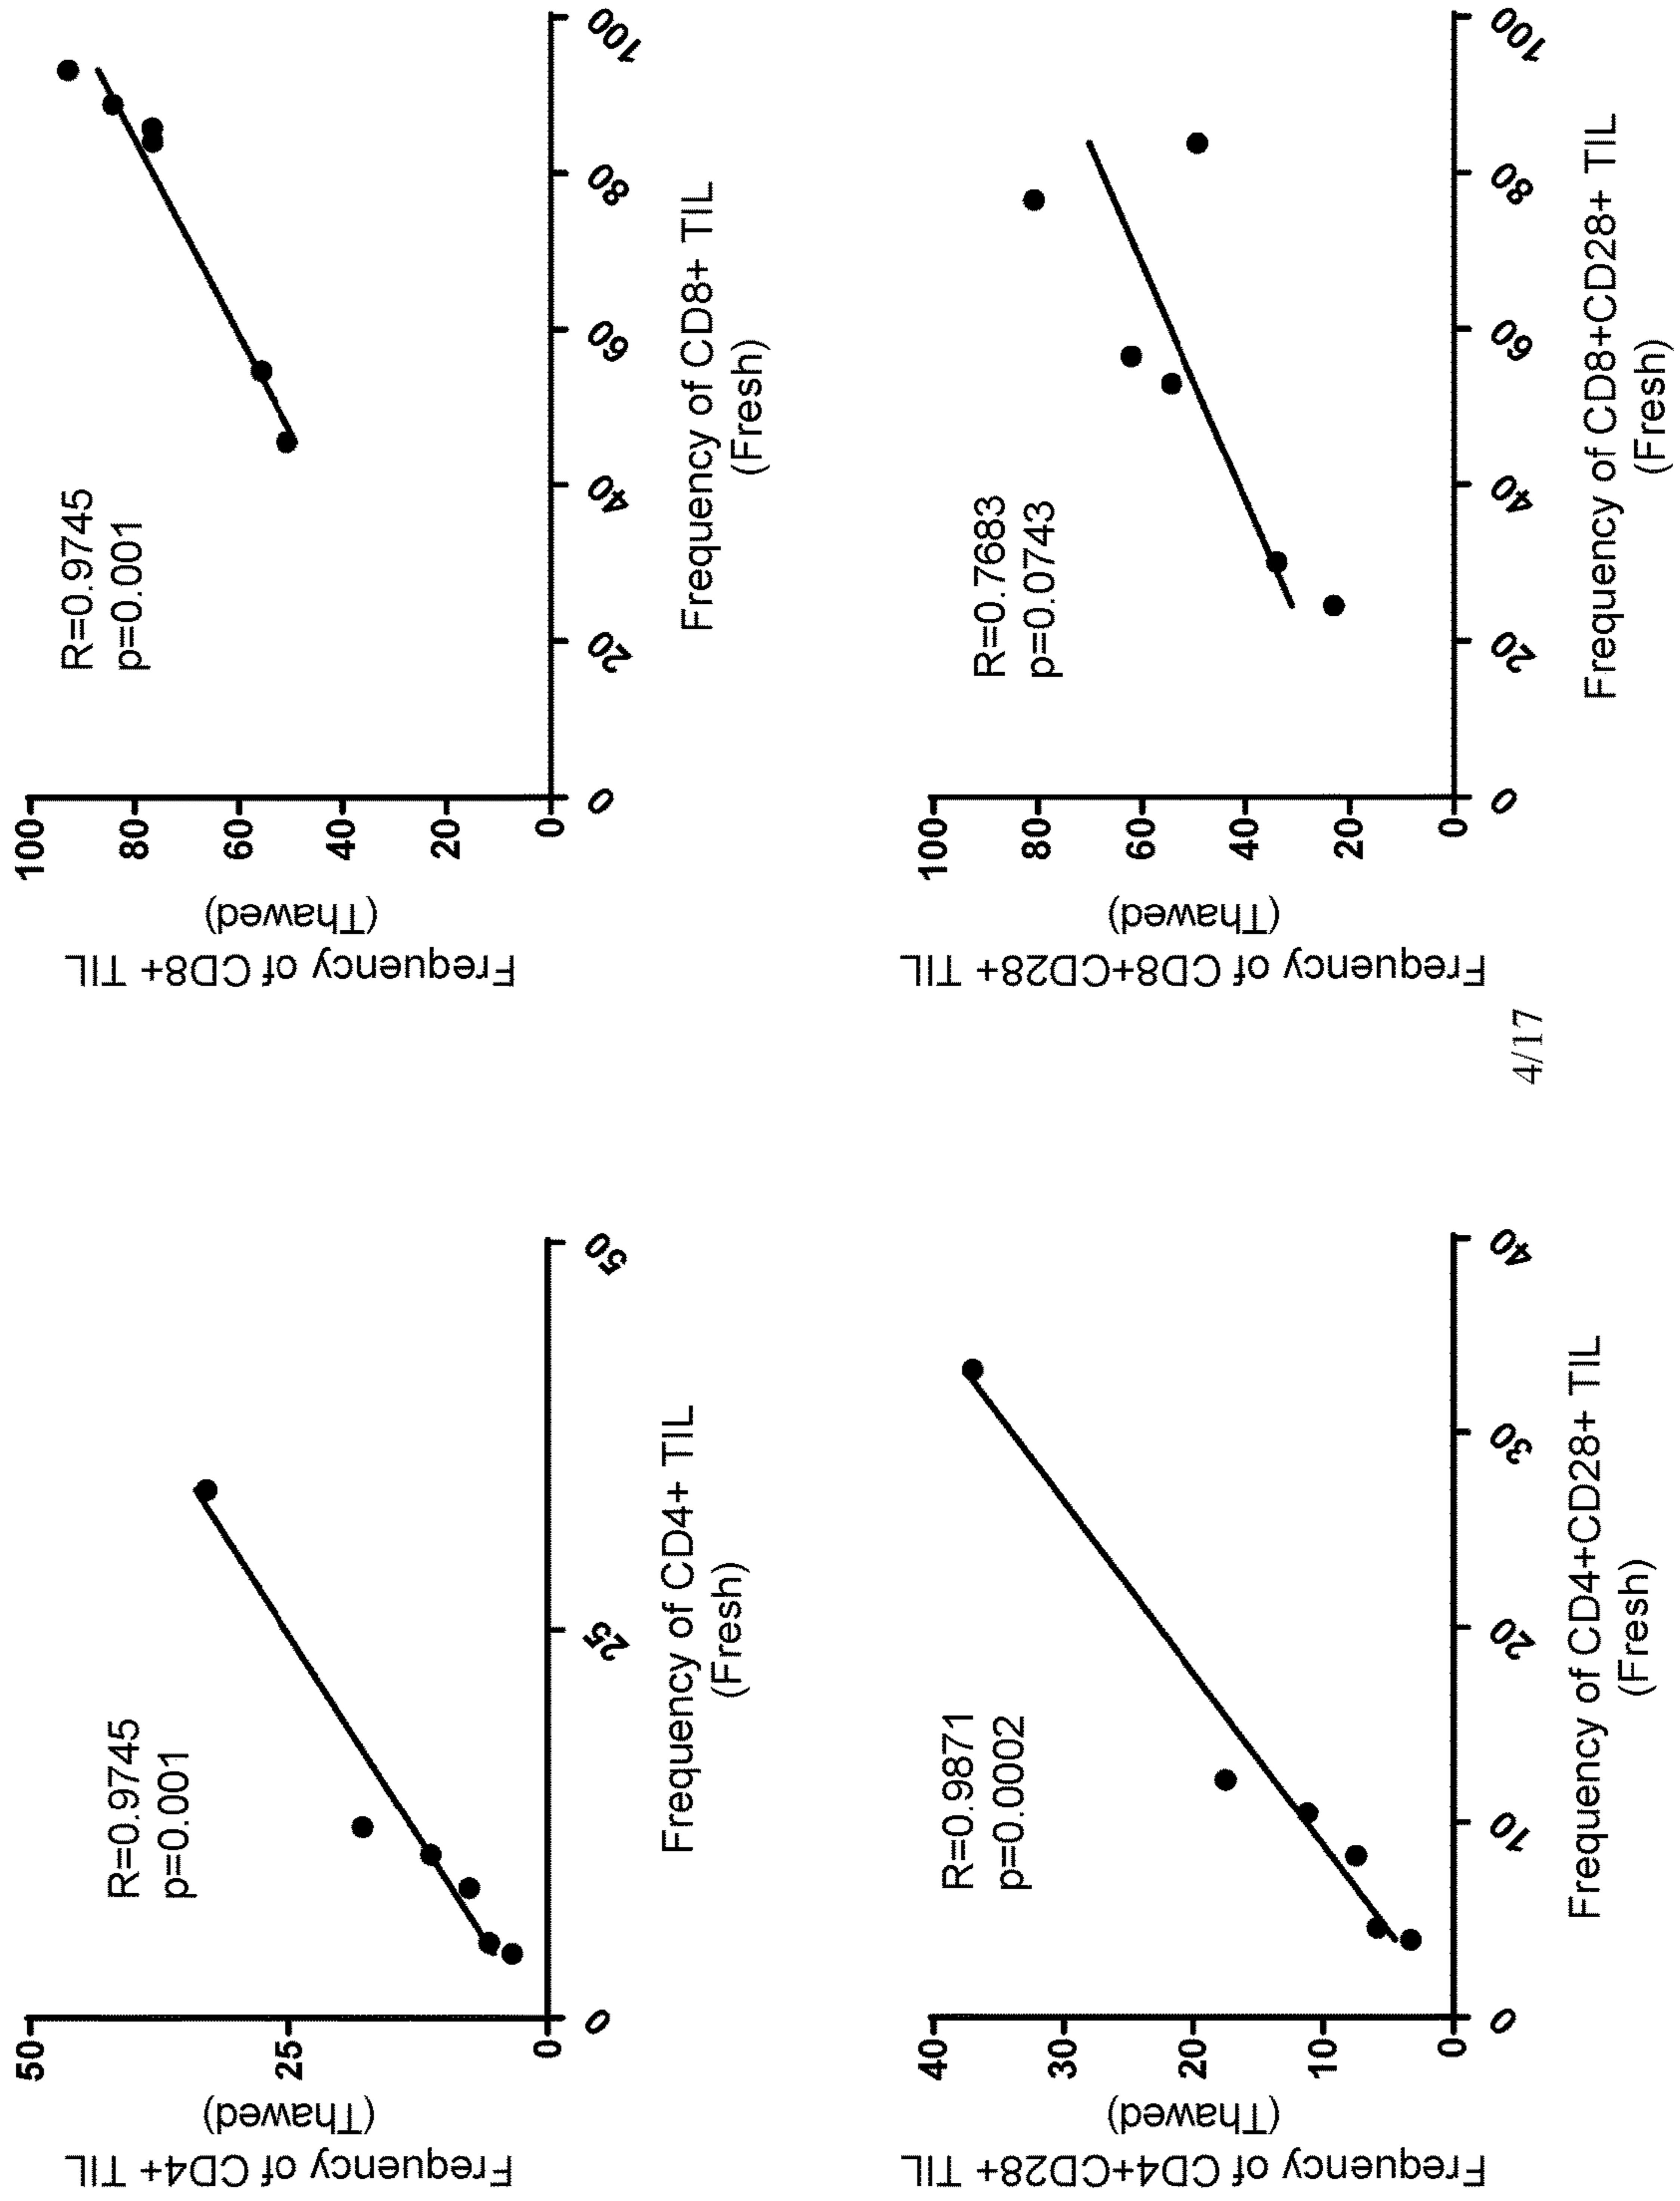 Frequency of CD4+ TIL
(Thawed)
50
25
0
R=0.9745
p=0.001
0
25
50
Frequency of CD4+ TIL
(Fresh)
Frequency of CD8+ TIL
(Thawed)
100
80
60
40
20
0
R=0.9745
p=0.001
0
20
40
60
80
100
Frequency of CD8+ TIL
(Fresh)
Frequency of CD4+CD28+ TIL
(Thawed)
40
30
20
10
0
R=0.9871
p=0.0002
0
10
20
30
40
Frequency of CD4+CD28+ TIL
(Fresh)
Frequency of CD8+CD28+ TIL
(Thawed)
100
80
60
40
20
0
R=0.7683
p=0.0743
0
20
40
60
80
100
Frequency of CD8+CD28+ TIL
(Fresh)
4/17